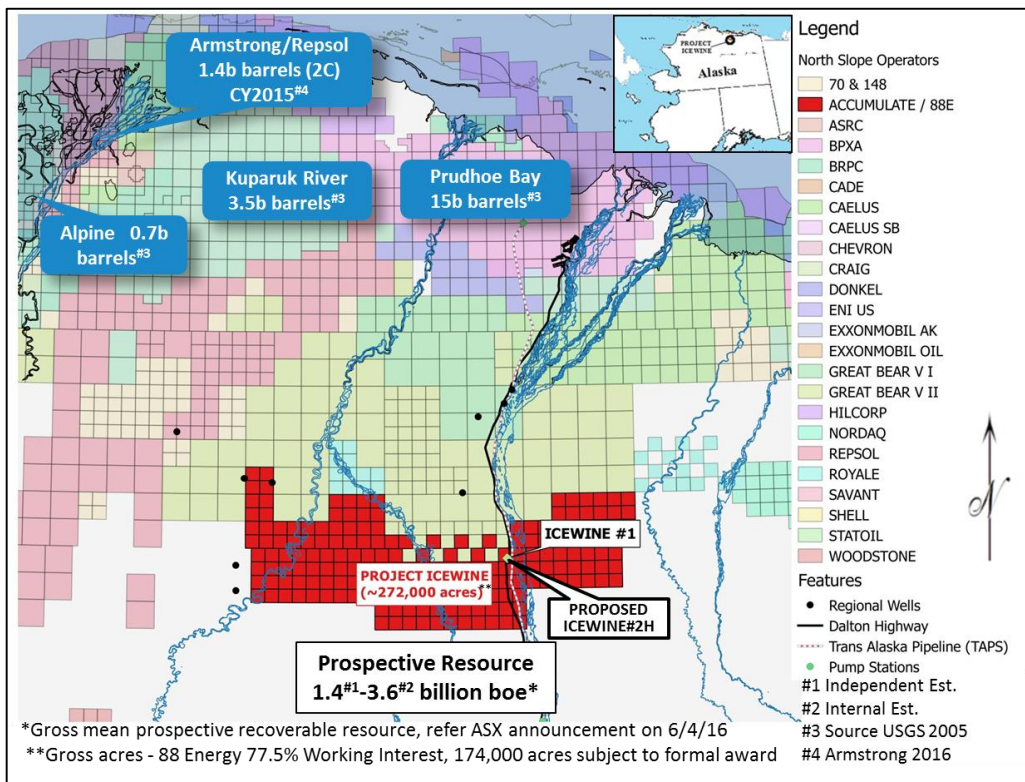 Armstrong/Repsol
1.4b barrels (2C)
CY2015#4
Kuparuk River
3.5b barrels#3
Prudhoe Bay
15b barrels#3
Alpine 0.7b
barrels#3
PROJECT
ICEWINE
Alaska
ICEWINE #1
PROJECT ICEWINE
(~272,000 acres)**
PROPOSED
ICEWINE#2H
Prospective Resource
1.4#1-3.6#2 billion boe*
*Gross mean prospective recoverable resource, refer ASX announcement on 6/4/16
**Gross acres - 88 Energy 77.5% Working Interest, 174,000 acres subject to formal award
Legend
North Slope Operators
70 & 148
ACCUMULATE / 88E
ASRC
BPXA
BRPC
CADE
CAELUS
CAELUS SB
CHEVRON
CRAIG
DONKEL
ENI US
EXXONMOBIL AK
EXXONMOBIL OIL
GREAT BEAR V I
GREAT BEAR V II
HILCORP
NORDAQ
REPSOL
ROYALE
SAVANT
SHELL
STATOIL
WOODSTONE
Features
Regional Wells
Dalton Highway
Trans Alaska Pipeline (TAPS)
Pump Stations
#1 Independent Est.
#2 Internal Est.
#3 Source USGS 2005
#4 Armstrong 2016
N